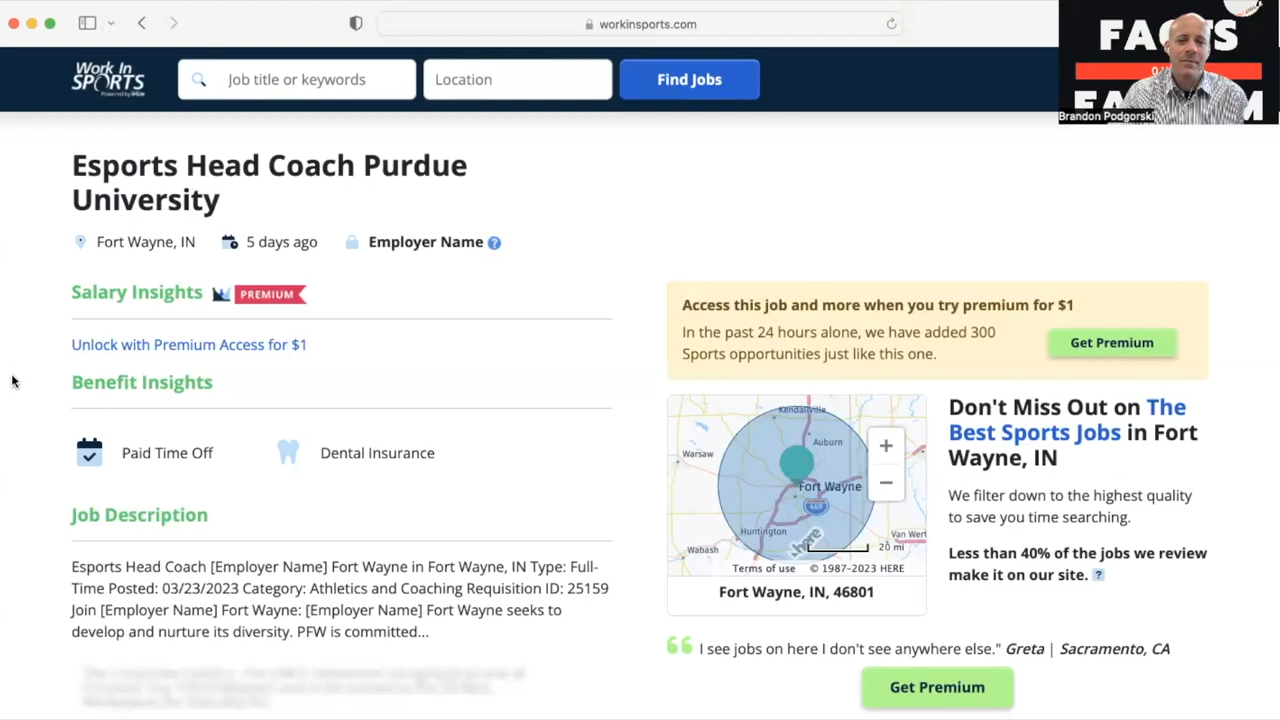 workinsports.com
Work In
SPORTS
Powered by iHire
Job title or keywords
Location
Find Jobs
FACTS
Brandon Podgorski
Esports Head Coach Purdue
University
Fort Wayne, IN
5 days ago
Employer Name ?
Salary Insights
PREMIUM
Unlock with Premium Access for $1
Benefit Insights
Paid Time Off
Dental Insurance
Job Description
Esports Head Coach [Employer Name] Fort Wayne in Fort Wayne, IN Type: Full-
Time Posted: 03/23/2023 Category: Athletics and Coaching Requisition ID: 25159
Join [Employer Name] Fort Wayne: [Employer Name] Fort Wayne seeks to
develop and nurture its diversity. PFW is committed...
Access this job and more when you try premium for $1
In the past 24 hours alone, we have added 300
Sports opportunities just like this one.
Get Premium
Kendallville
Auburn
Warsaw
Fort Wayne
469
Huntington
Van Wert
Wabash
here
20 mi
Terms of use © 1987–2023 HERE
Fort Wayne, IN, 46801
Don't Miss Out on The
Best Sports Jobs in Fort
Wayne, IN
We filter down to the highest quality
to save you time searching.
Less than 40% of the jobs we review
make it on our site. ?
I see jobs on here I don't see anywhere else." Greta | Sacramento, CA
Get Premium